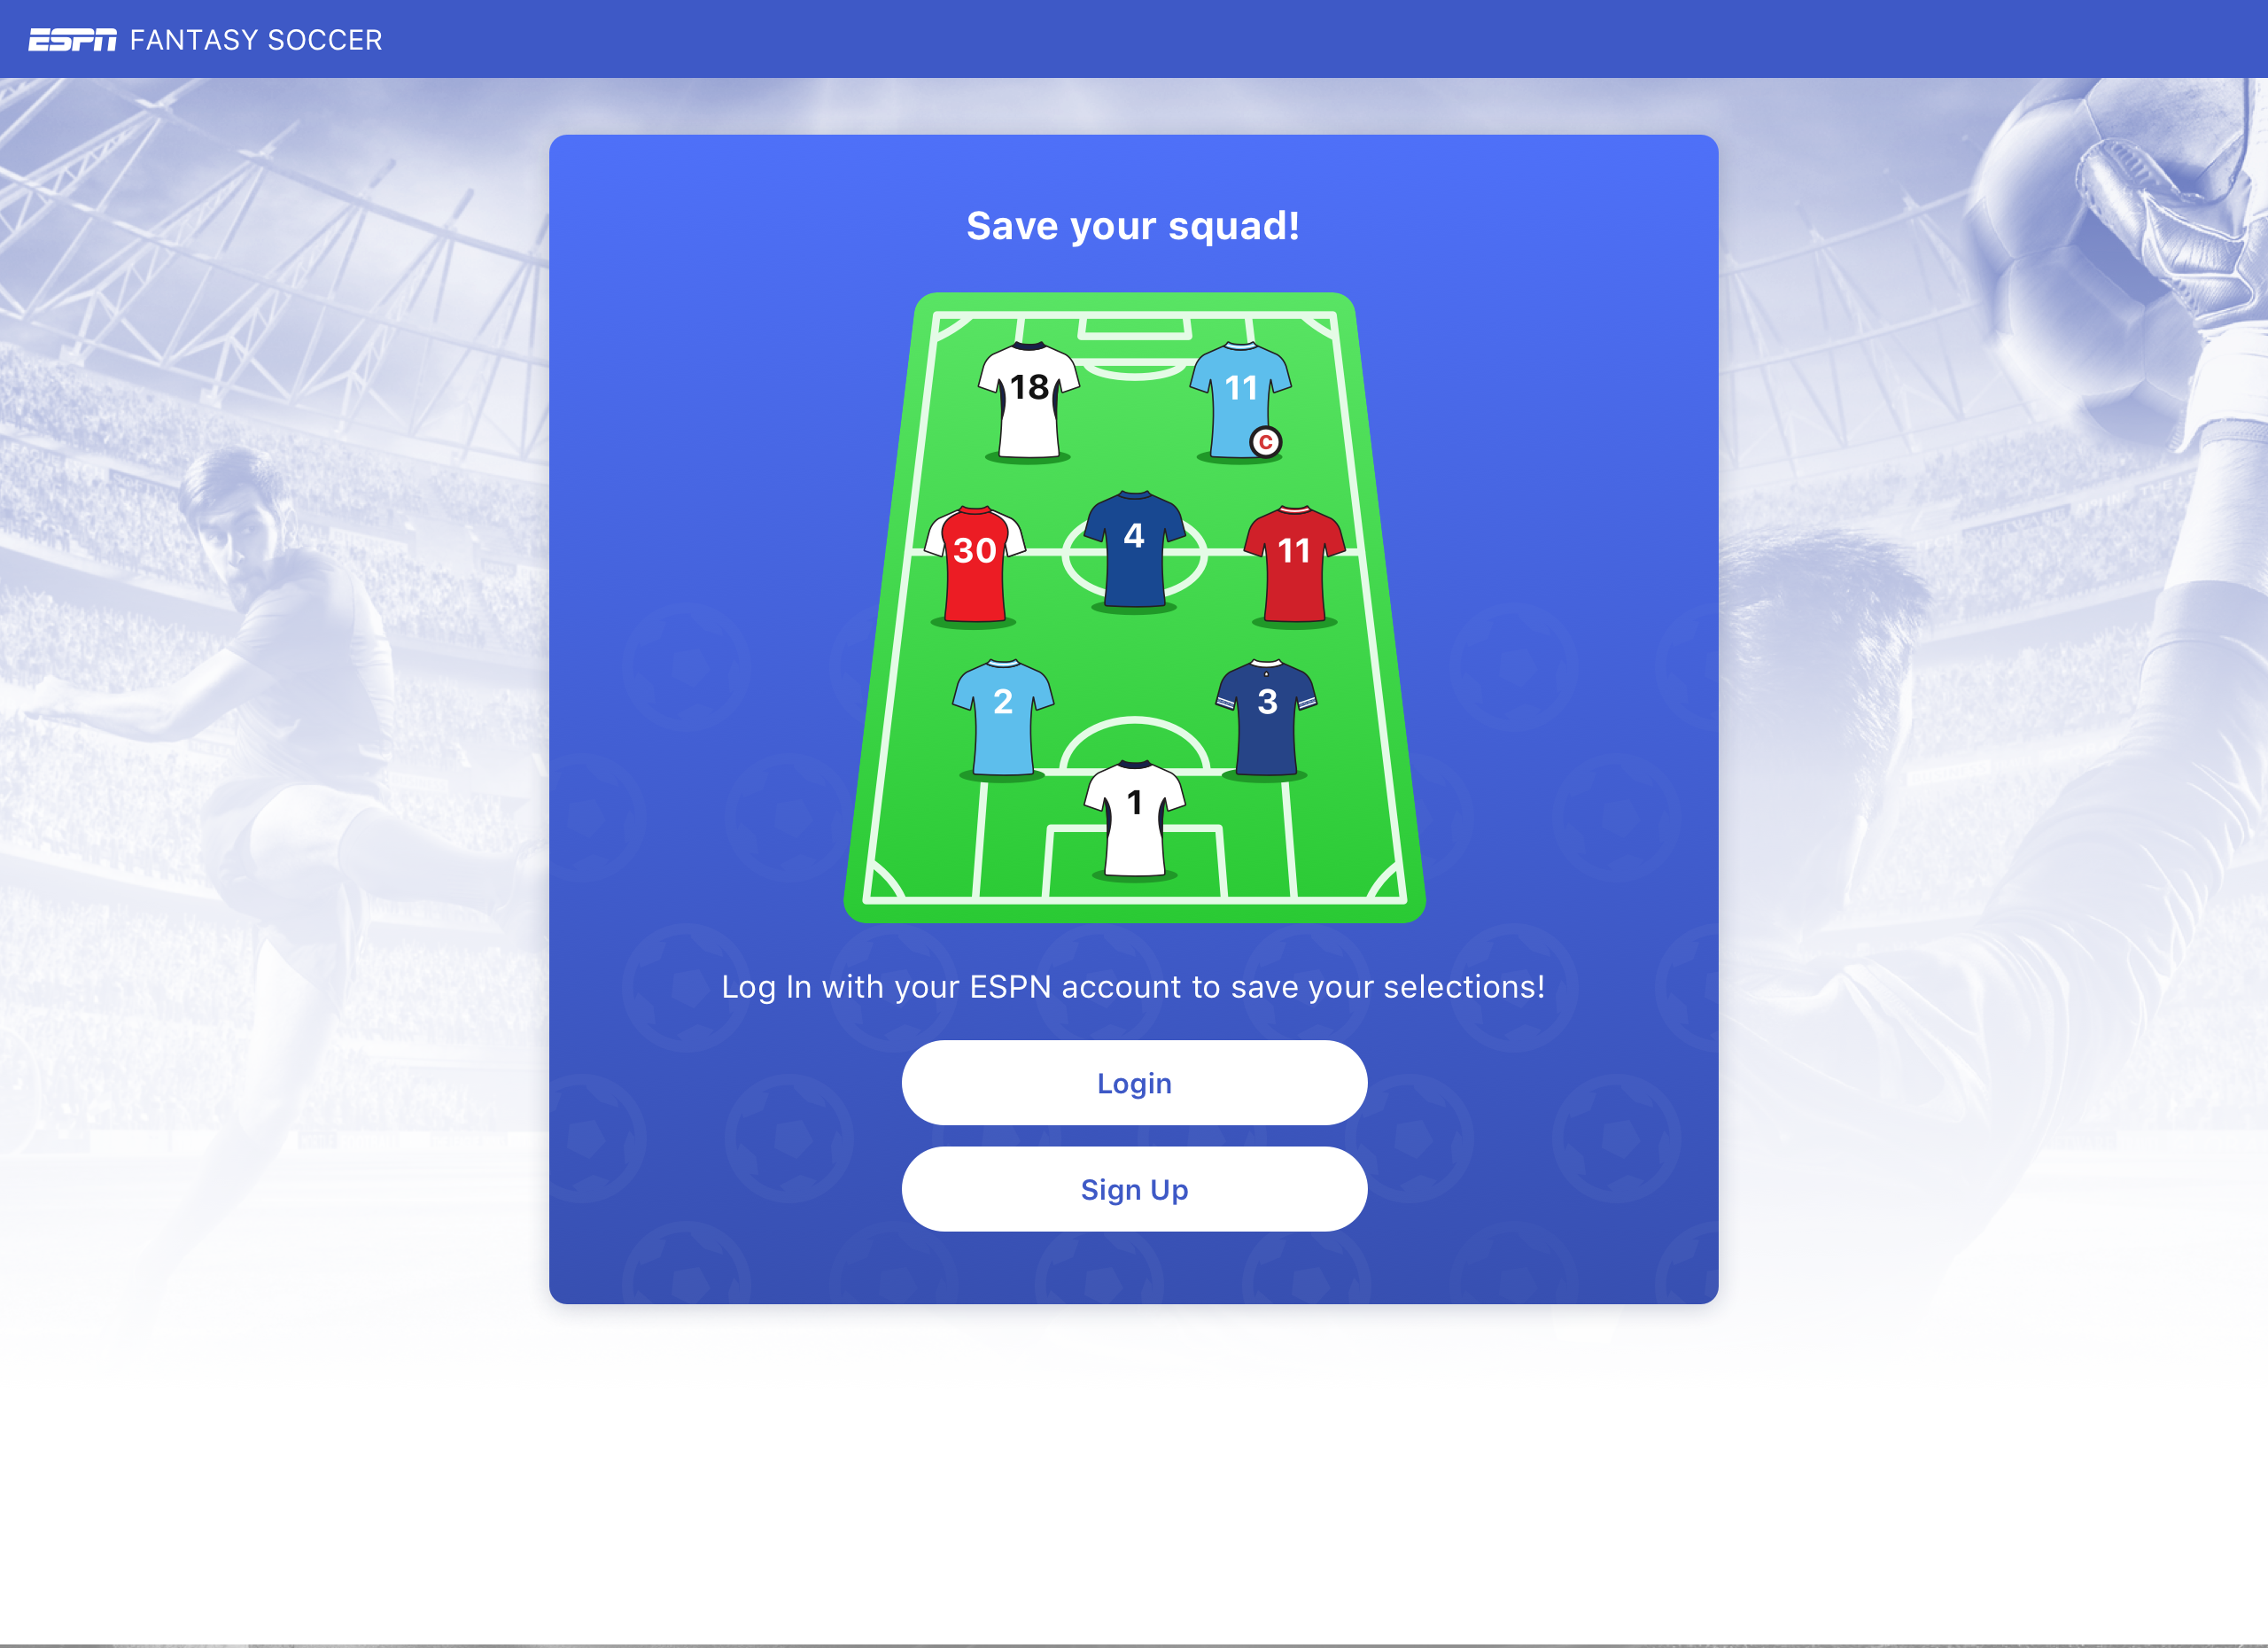 ESPN FANTASY SOCCER
Save your squad!
18 11
C
30 4 11
2 3
1
Log In with your ESPN account to save your selections!
Login
Sign Up